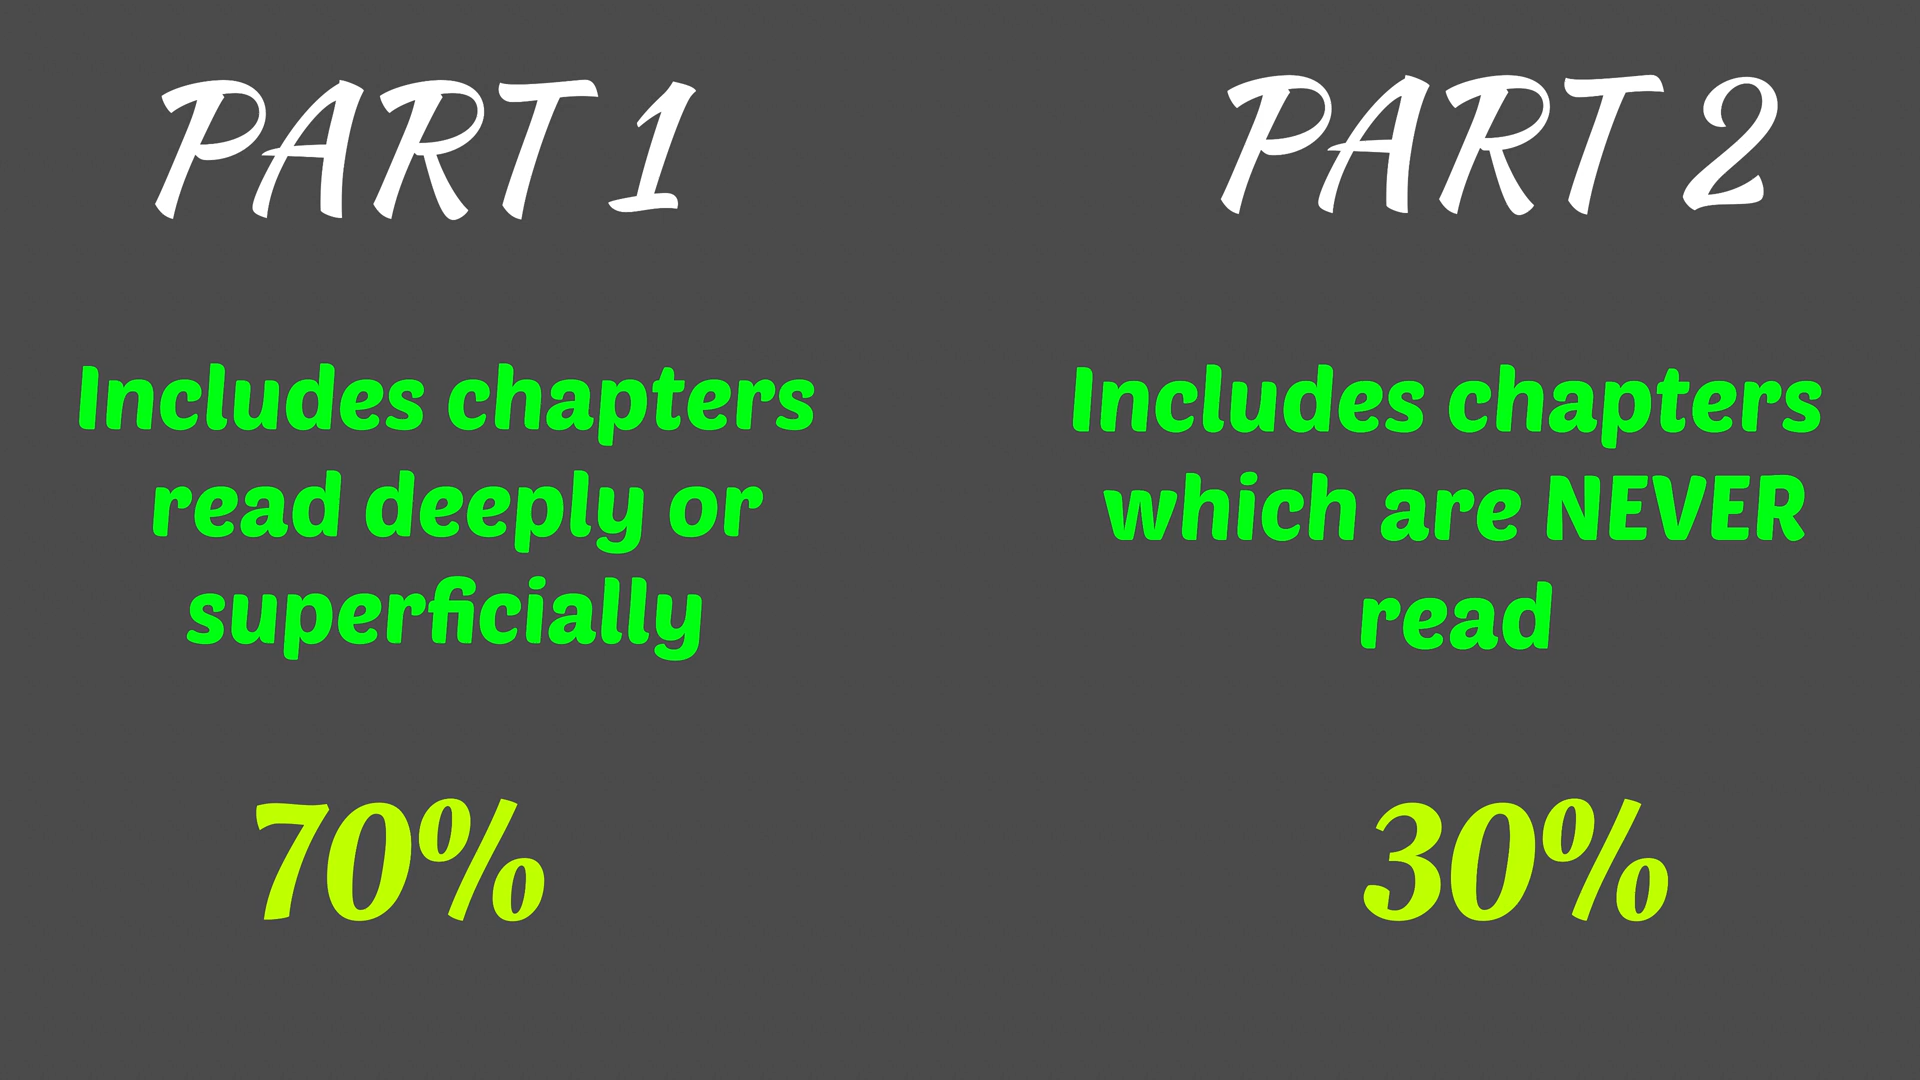 PART 1
Includes chapters
read deeply or
superficially
70%
PART 2
Includes chapters
which are NEVER
read
30%